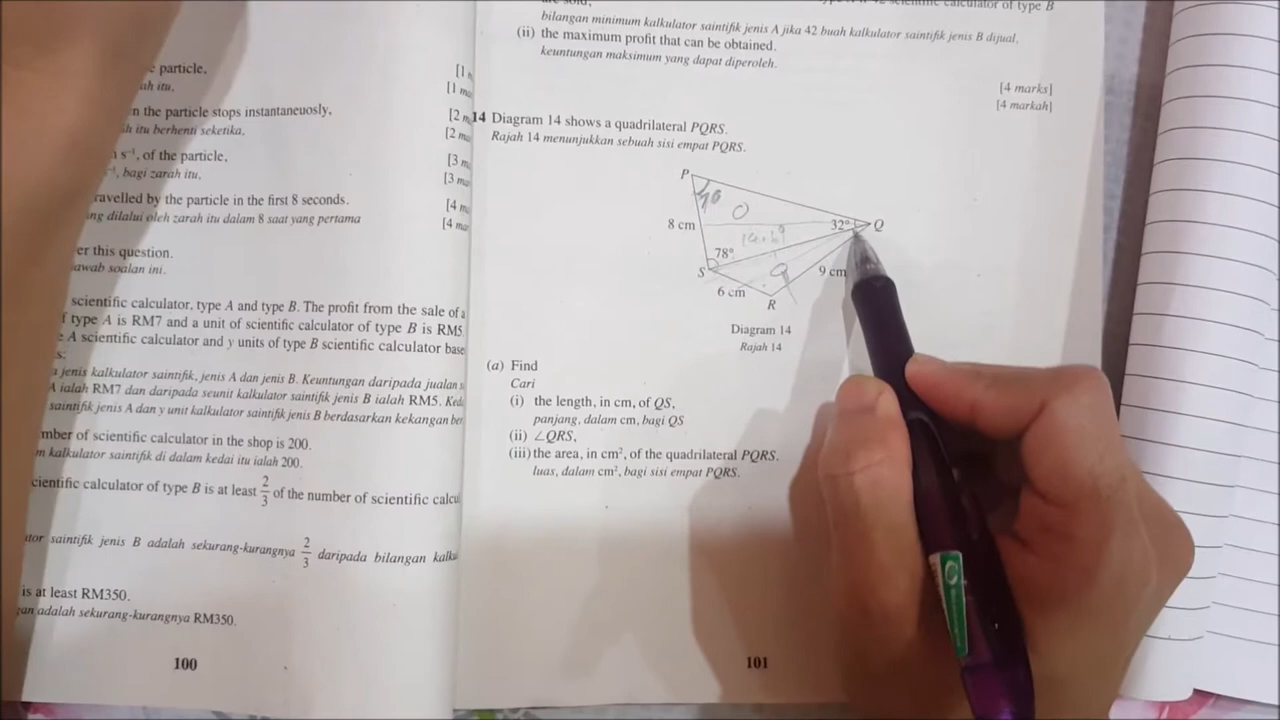 particle.
ah itu.
n the particle stops instantaneuosly,
h itu berhenti seketika,
s⁻¹, of the particle,
⁻¹, bagi zarah itu,
ravelled by the particle in the first 8 seconds.
ng dilalui oleh zarah itu dalam 8 saat yang pertama
er this question.
awab soalan ini.
scientific calculator, type A and type B. The profit from the sale of a
f type A is RM7 and a unit of scientific calculator of type B is RM5.
e A scientific calculator and y units of type B scientific calculator base
s:
a jenis kalkulator saintifik, jenis A dan jenis B. Keuntungan daripada jualan s
A ialah RM7 dan daripada seunit kalkulator saintifik jenis B ialah RM5. Ked
saintifik jenis A dan y unit kalkulator saintifik jenis B berdasarkan kekangan ber
mber of scientific calculator in the shop is 200.
n kalkulator saintifik di dalam kedai itu ialah 200.
cientific calculator of type B is at least 2/3 of the number of scientific calcu
ator saintifik jenis B adalah sekurang-kurangnya 2/3 daripada bilangan kalku
is at least RM350.
gan adalah sekurang-kurangnya RM350.
100
calculator of type B
bilangan minimum kalkulator saintifik jenis A jika 42 buah kalkulator saintifik jenis B dijual,
(ii) the maximum profit that can be obtained.
keuntungan maksimum yang dapat diperoleh.
[4 marks]
[4 markah]
14 Diagram 14 shows a quadrilateral PQRS.
Rajah 14 menunjukkan sebuah sisi empat PQRS.
P
70
8 cm
32°
Q
78°
S
9 cm
6 cm
R
Diagram 14
Rajah 14
(a) Find
Cari
(i) the length, in cm, of QS,
panjang, dalam cm, bagi QS
(ii) ∠QRS,
(iii) the area, in cm², of the quadrilateral PQRS.
luas, dalam cm², bagi sisi empat PQRS.
101